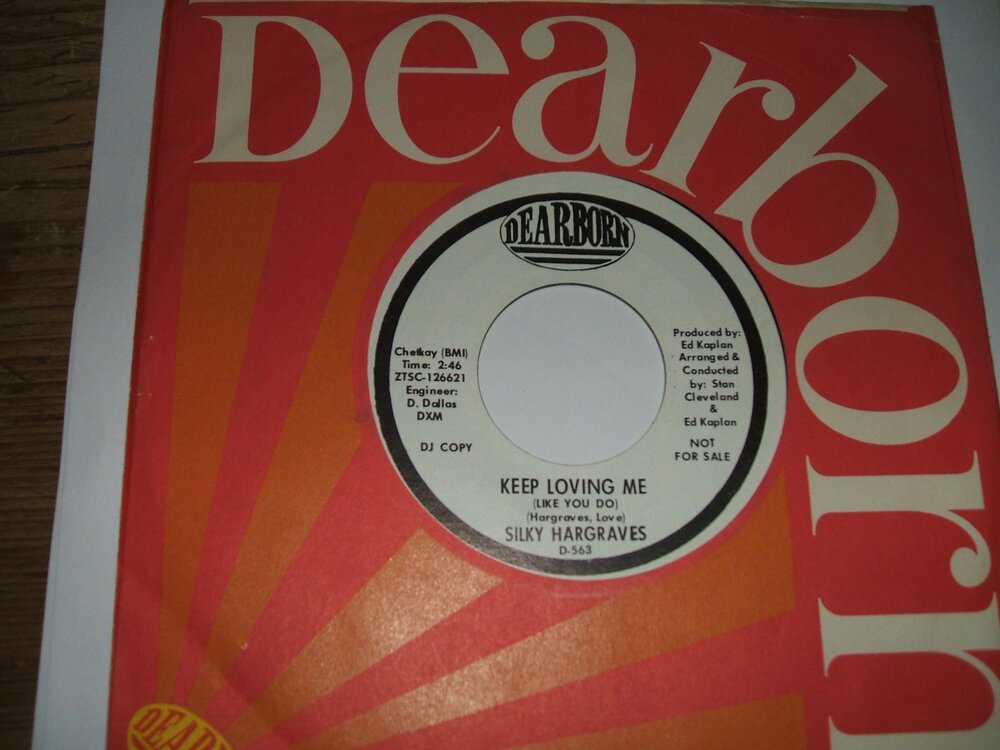 Dearborn
DEARBORN
Chetkay (BMI)
Time: 2:46
ZTSC-126621
Engineer:
D. Dallas
DXM
DJ COPY
Produced by:
Ed Kaplan
Arranged &
Conducted
by: Stan
Cleveland
&
Ed Kaplan
NOT
FOR SALE
KEEP LOVING ME
(LIKE YOU DO)
(Hargraves, Love)
SILKY HARGRAVES
D-563